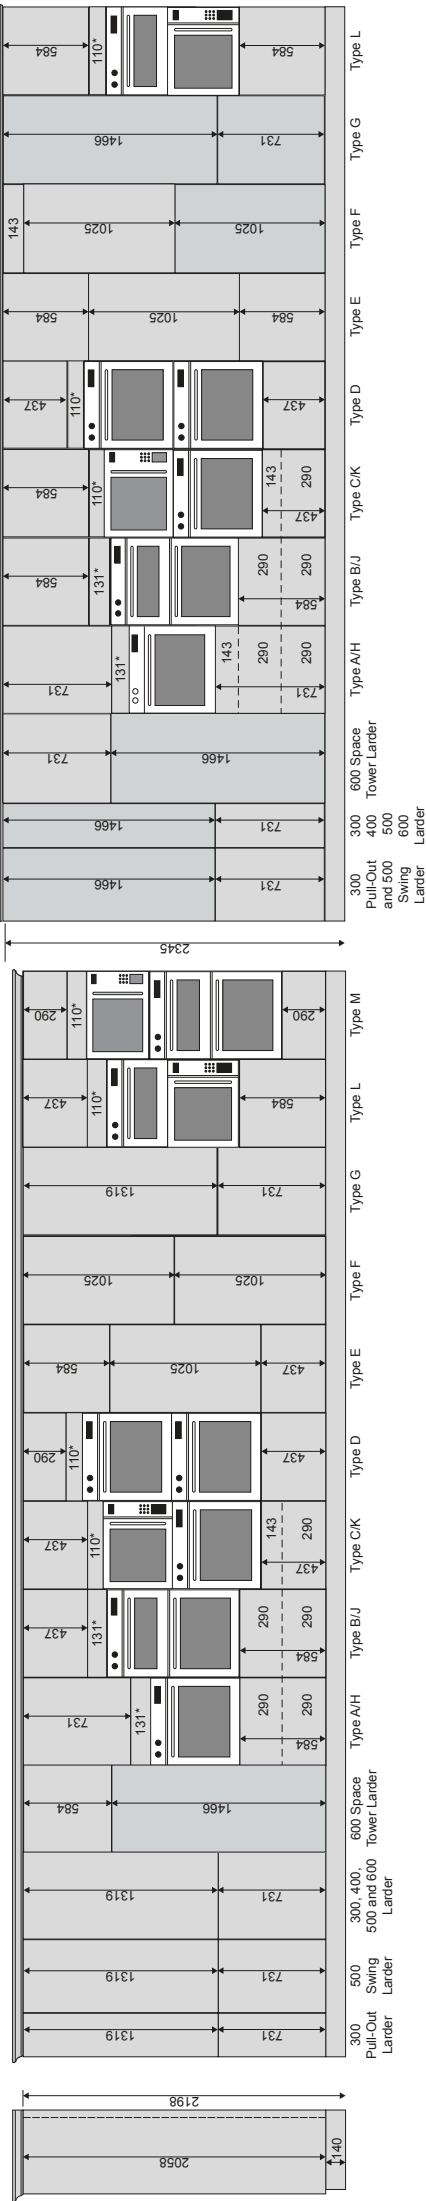 584
110*
584
Type L
1466
731
Type G
143
1025
1025
Type F
584
1025
584
Type E
437
110*
437
Type D
584
110*
143
290
437
Type C/K
584
131*
290
290
584
Type B/J
731
131*
143
290
290
731
Type A/H
731
1466
600 Space
Tower Larder
1466
731
300
400
500
600
Larder
1466
731
300
Pull-Out
and 500
Swing
Larder
2345
290
110*
290
Type M
437
110*
584
Type L
1319
731
Type G
1025
1025
Type F
584
1025
437
Type E
290
110*
437
Type D
437
110*
143
290
437
Type C/K
437
131*
290
290
584
Type B/J
731
131*
290
290
584
Type A/H
584
1466
600 Space
Tower Larder
1319
731
300, 400,
500 and 600
Larder
1319
731
500
Swing
Larder
1319
731
300
Pull-Out
Larder
2198
2058
140